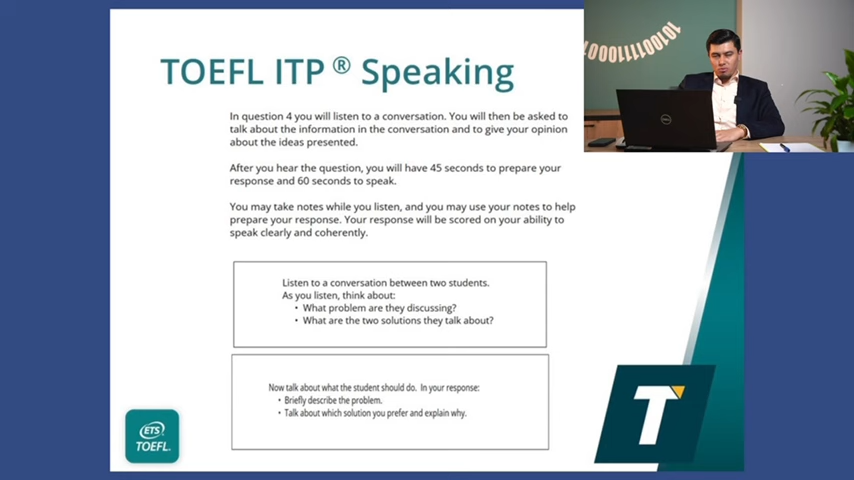 TOEFL ITP ® Speaking
In question 4 you will listen to a conversation. You will then be asked to
talk about the information in the conversation and to give your opinion
about the ideas presented.
After you hear the question, you will have 45 seconds to prepare your
response and 60 seconds to speak.
You may take notes while you listen, and you may use your notes to help
prepare your response. Your response will be scored on your ability to
speak clearly and coherently.
Listen to a conversation between two students.
As you listen, think about:
• What problem are they discussing?
• What are the two solutions they talk about?
Now talk about what the student should do. In your response:
• Briefly describe the problem.
• Talk about which solution you prefer and explain why.
ETS
TOEFL
T
DELL